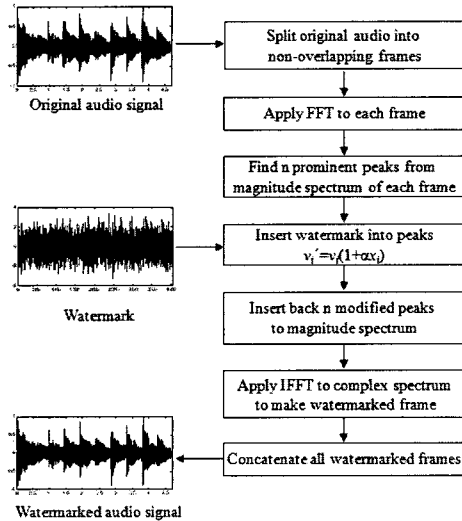 Split original audio into
non-overlapping frames
Original audio signal
Apply FFT to each frame
Find n prominent peaks from
magnitude spectrum of each frame
Insert watermark into peaks
vᵢ´=vᵢ(1+αxᵢ)
Watermark
Insert back n modified peaks
to magnitude spectrum
Apply IFFT to complex spectrum
to make watermarked frame
Concatenate all watermarked frames
Watermarked audio signal